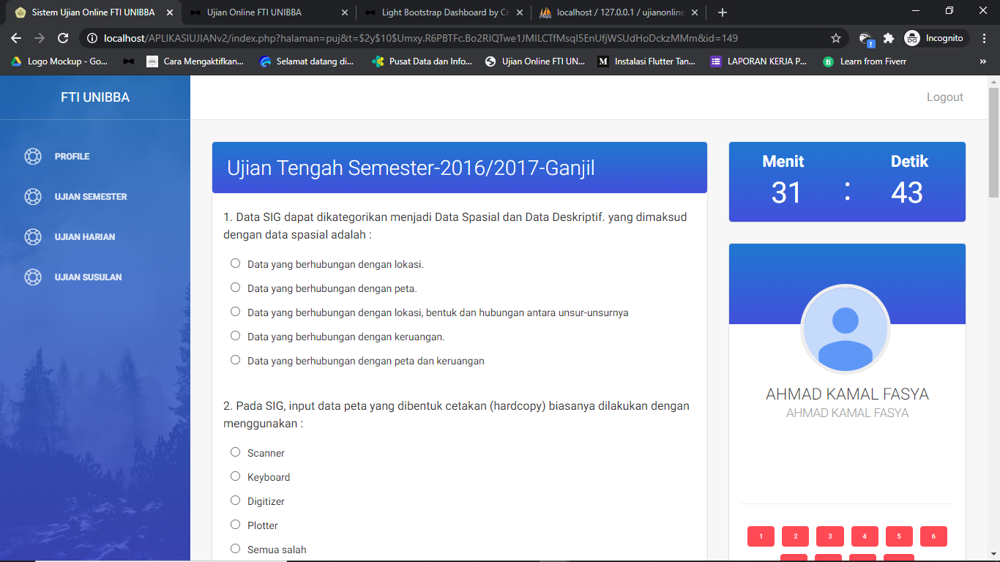 Sistem Ujian Online FTI UNIBBA
Ujian Online FTI UNIBBA
Light Bootstrap Dashboard by Cr
localhost / 127.0.0.1 / ujianonline
localhost/APLIKASIUJIANv2/index.php?halaman=puj&t=$2y$10$Umxy.R6PBTFc.Bo2RIQTwe1JMILCTfMsqI5EnUfjWSUdHoDckzMMm&id=149
Incognito
Logo Mockup - Go...
Cara Mengaktifkan...
Selamat datang di...
Pusat Data dan Info...
Ujian Online FTI UN...
Instalasi Flutter Tan...
LAPORAN KERJA P...
Learn from Fiverr
»
FTI UNIBBA
PROFILE
UJIAN SEMESTER
UJIAN HARIAN
UJIAN SUSULAN
Logout
Ujian Tengah Semester-2016/2017-Ganjil
1. Data SIG dapat dikategorikan menjadi Data Spasial dan Data Deskriptif. yang dimaksud
dengan data spasial adalah :
Data yang berhubungan dengan lokasi.
Data yang berhubungan dengan peta.
Data yang berhubungan dengan lokasi, bentuk dan hubungan antara unsur-unsurnya
Data yang berhubungan dengan keruangan.
Data yang berhubungan dengan peta dan keruangan
2. Pada SIG, input data peta yang dibentuk cetakan (hardcopy) biasanya dilakukan dengan
menggunakan :
Scanner
Keyboard
Digitizer
Plotter
Semua salah
Menit Detik
31 : 43
AHMAD KAMAL FASYA
AHMAD KAMAL FASYA
1 2 3 4 5 6